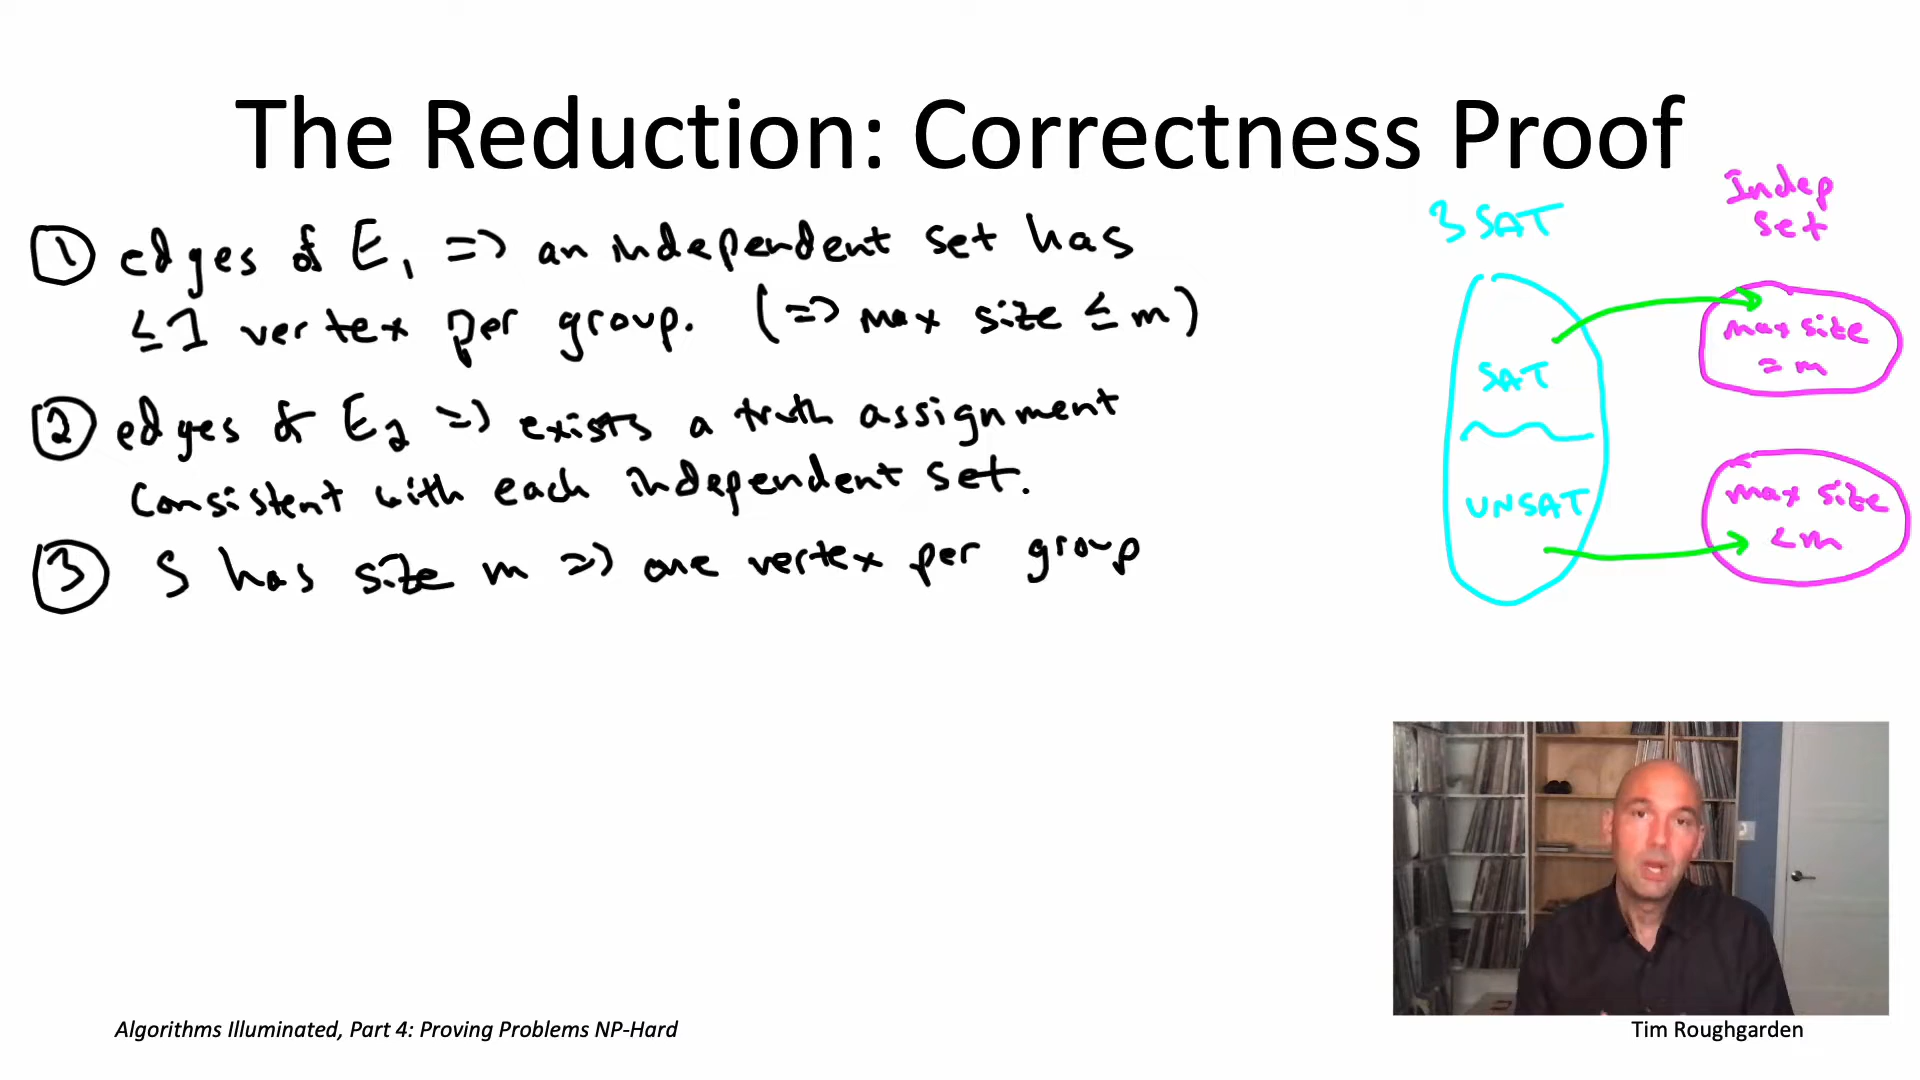 The Reduction: Correctness Proof
① edges of E₁ => an independent set has
≤1 vertex per group. (=> max size ≤ m)
② edges of E₂ => exists a truth assignment
consistent with each independent set.
③ S has size m => one vertex per group
3SAT
SAT
UNSAT
Indep
Set
max size
= m
max size
< m
Algorithms Illuminated, Part 4: Proving Problems NP-Hard
Tim Roughgarden